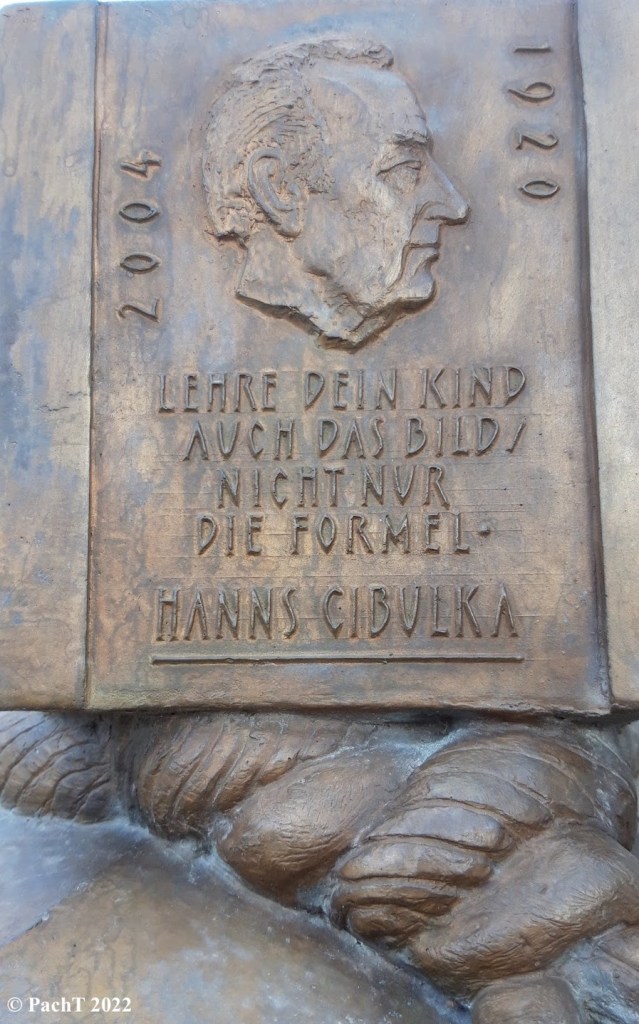 1920
2004
LEHRE DEIN KIND
AUCH DAS BILD/
NICHT NUR
DIE FORMEL.
HANNS CIBULKA
© PachT 2022